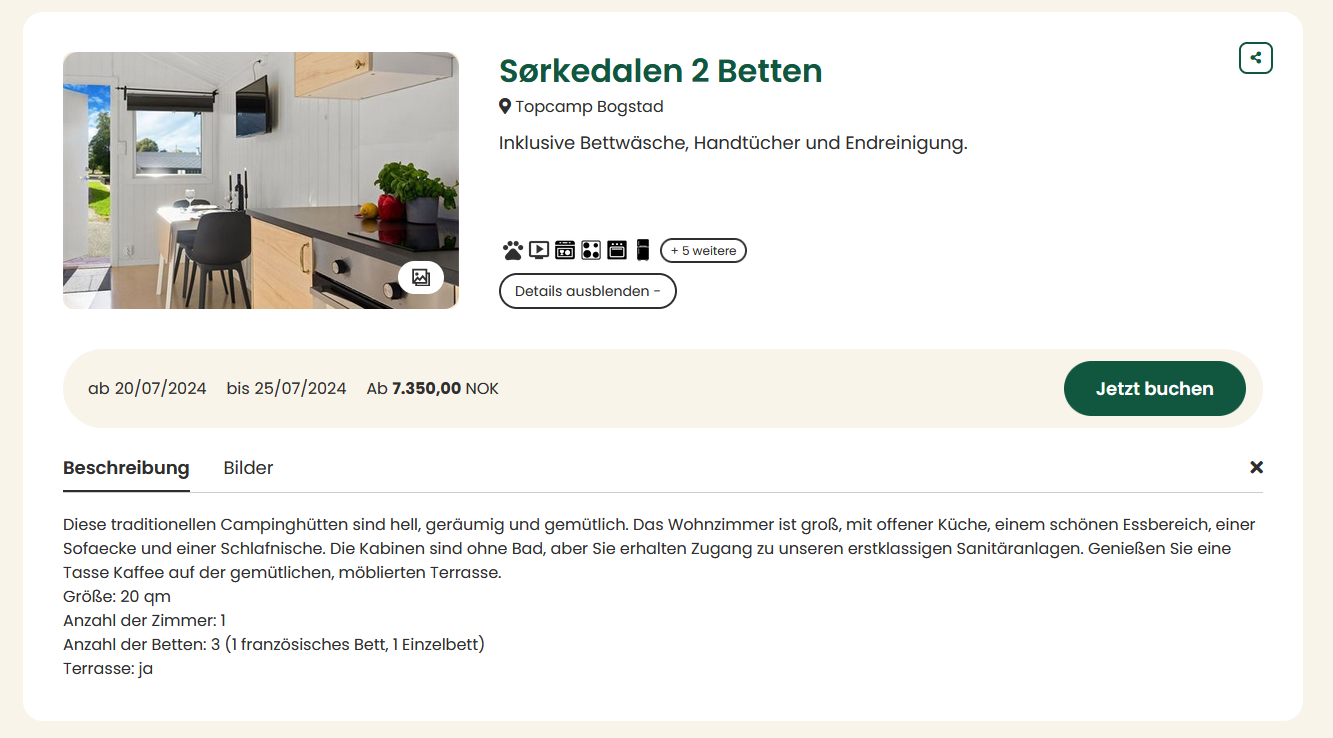 Sørkedalen 2 Betten
Topcamp Bogstad
Inklusive Bettwäsche, Handtücher und Endreinigung.
+ 5 weitere
Details ausblenden -
ab 20/07/2024 bis 25/07/2024 Ab 7.350,00 NOK
Jetzt buchen
Beschreibung Bilder
Diese traditionellen Campinghütten sind hell, geräumig und gemütlich. Das Wohnzimmer ist groß, mit offener Küche, einem schönen Essbereich, einer
Sofaecke und einer Schlafnische. Die Kabinen sind ohne Bad, aber Sie erhalten Zugang zu unseren erstklassigen Sanitäranlagen. Genießen Sie eine
Tasse Kaffee auf der gemütlichen, möblierten Terrasse.
Größe: 20 qm
Anzahl der Zimmer: 1
Anzahl der Betten: 3 (1 französisches Bett, 1 Einzelbett)
Terrasse: ja